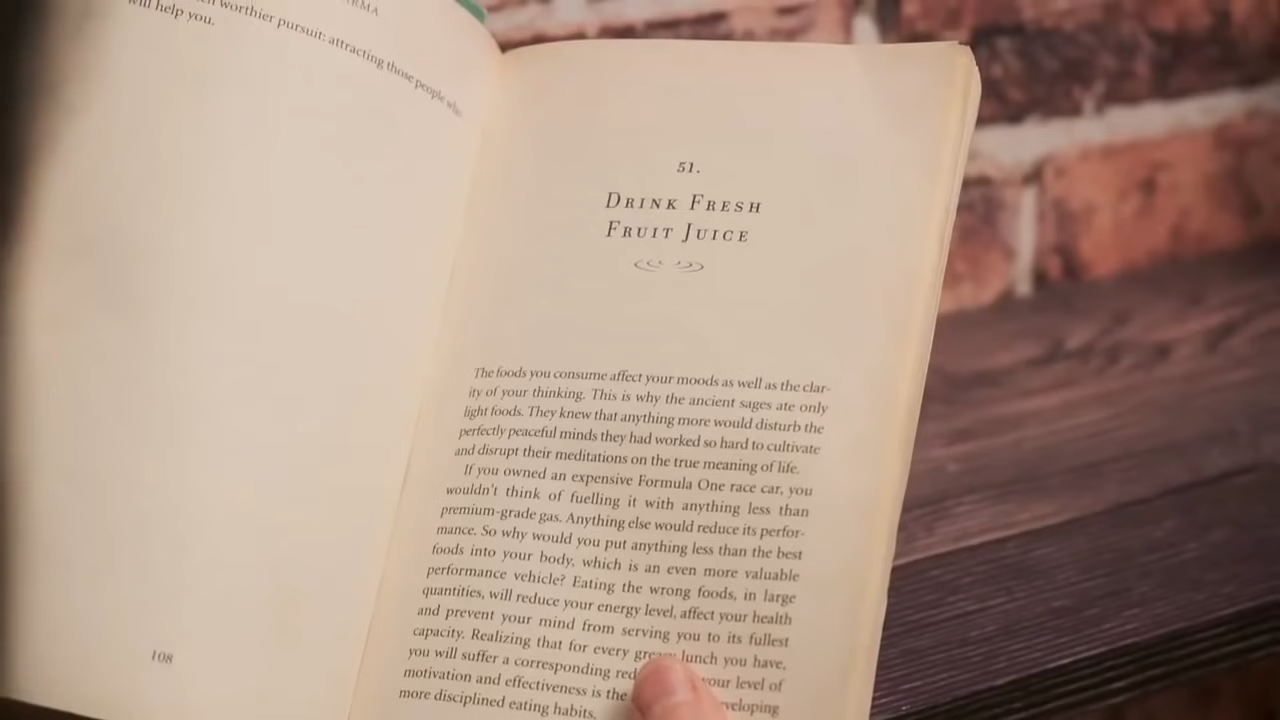 RMA
worthier pursuit: attracting those people who
will help you.
108
51.
DRINK FRESH
FRUIT JUICE
The foods you consume affect your moods as well as the clar-
ity of your thinking. This is why the ancient sages ate only
light foods. They knew that anything more would disturb the
perfectly peaceful minds they had worked so hard to cultivate
and disrupt their meditations on the true meaning of life.
If you owned an expensive Formula One race car, you
wouldn't think of fuelling it with anything less than
premium-grade gas. Anything else would reduce its perfor-
mance. So why would you put anything less than the best
foods into your body, which is an even more valuable
performance vehicle? Eating the wrong foods, in large
quantities, will reduce your energy level, affect your health
and prevent your mind from serving you to its fullest
capacity. Realizing that for every lunch you have,
you will suffer a corresponding your level of
motivation and effectiveness is the
more disciplined eating habits.